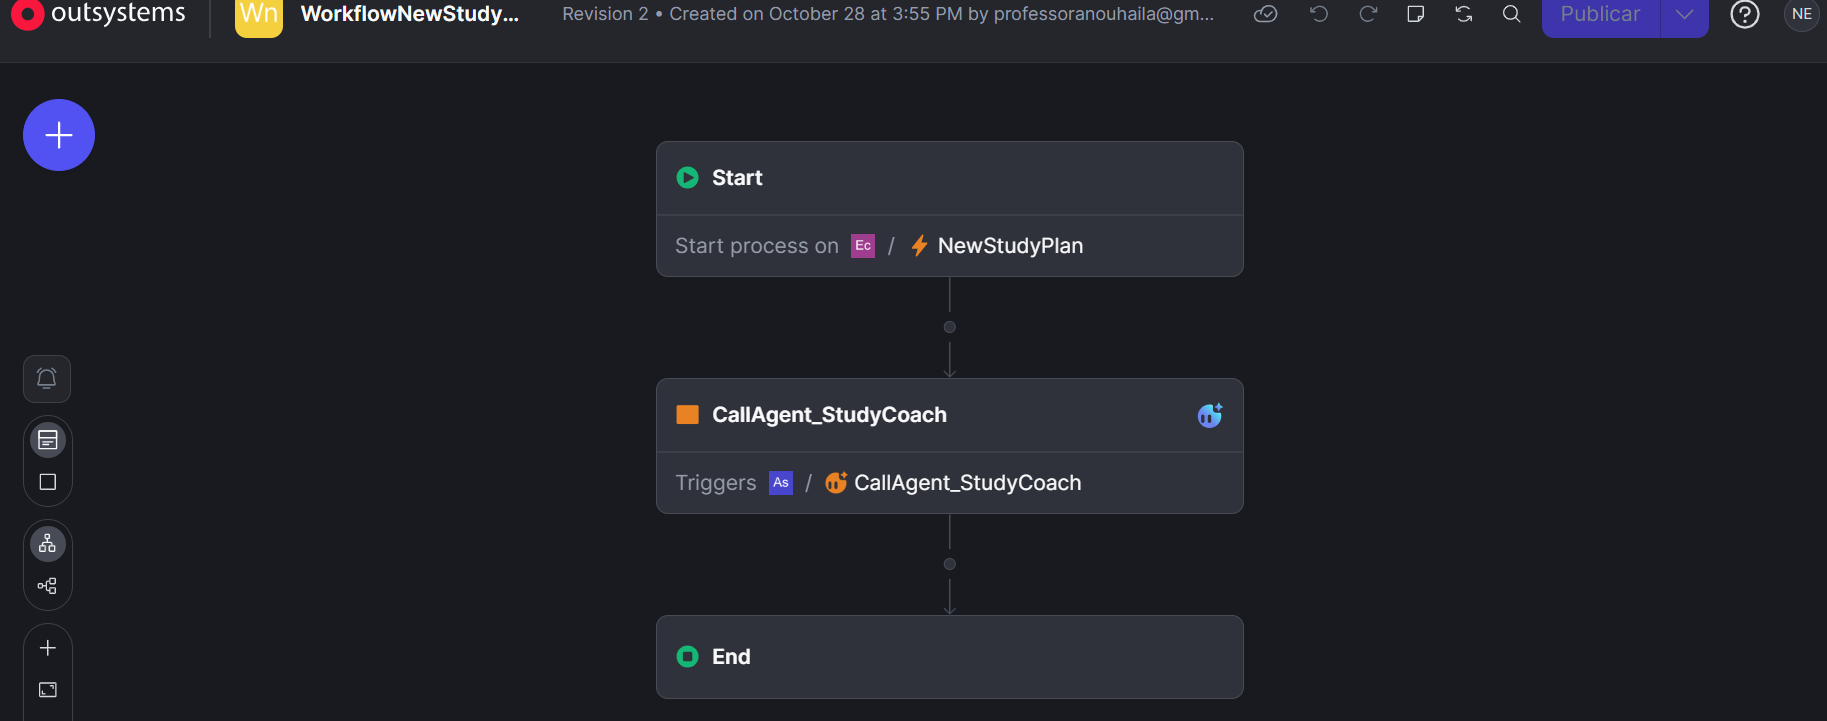 outsystems
Wn
WorkflowNewStudy...
Revision 2 • Created on October 28 at 3:55 PM by professoranouhaila@gm...
Publicar
NE
Start
Start process on Ec / NewStudyPlan
CallAgent_StudyCoach
Triggers As / CallAgent_StudyCoach
End